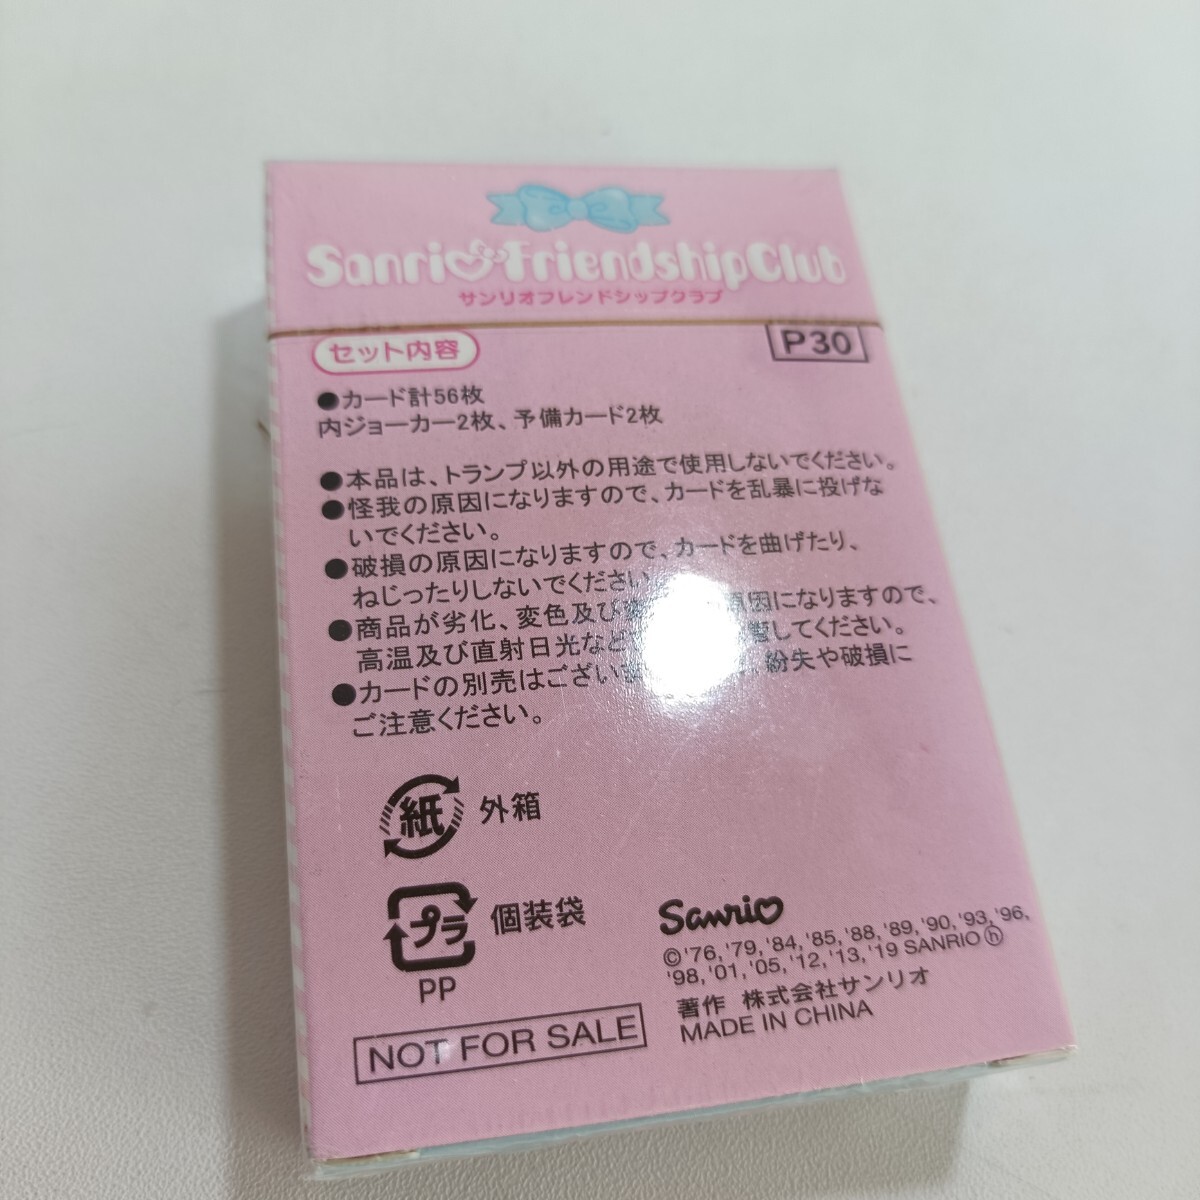 Sanrio Friendship Club
サンリオフレンドシップクラブ
セット内容
P30
●カード計56枚
内ジョーカー2枚、予備カード2枚
●本品は、トランプ以外の用途で使用しないでください。
●怪我の原因になりますので、カードを乱暴に投げな
いでください。
●破損の原因になりますので、カードを曲げたり、
ねじったりしないでください
●商品が劣化、変色及び 原因になりますので、
高温及び直射日光など してください。
●カードの別売はござい 紛失や破損に
ご注意ください。
紙 外箱
プラ 個装袋
PP
NOT FOR SALE
Sanrio
©'76,'79,'84,'85,'88,'89,'90,'93,'96,
'98,'01,'05,'12,'13,'19 SANRIO ⓗ
著作 株式会社サンリオ
MADE IN CHINA